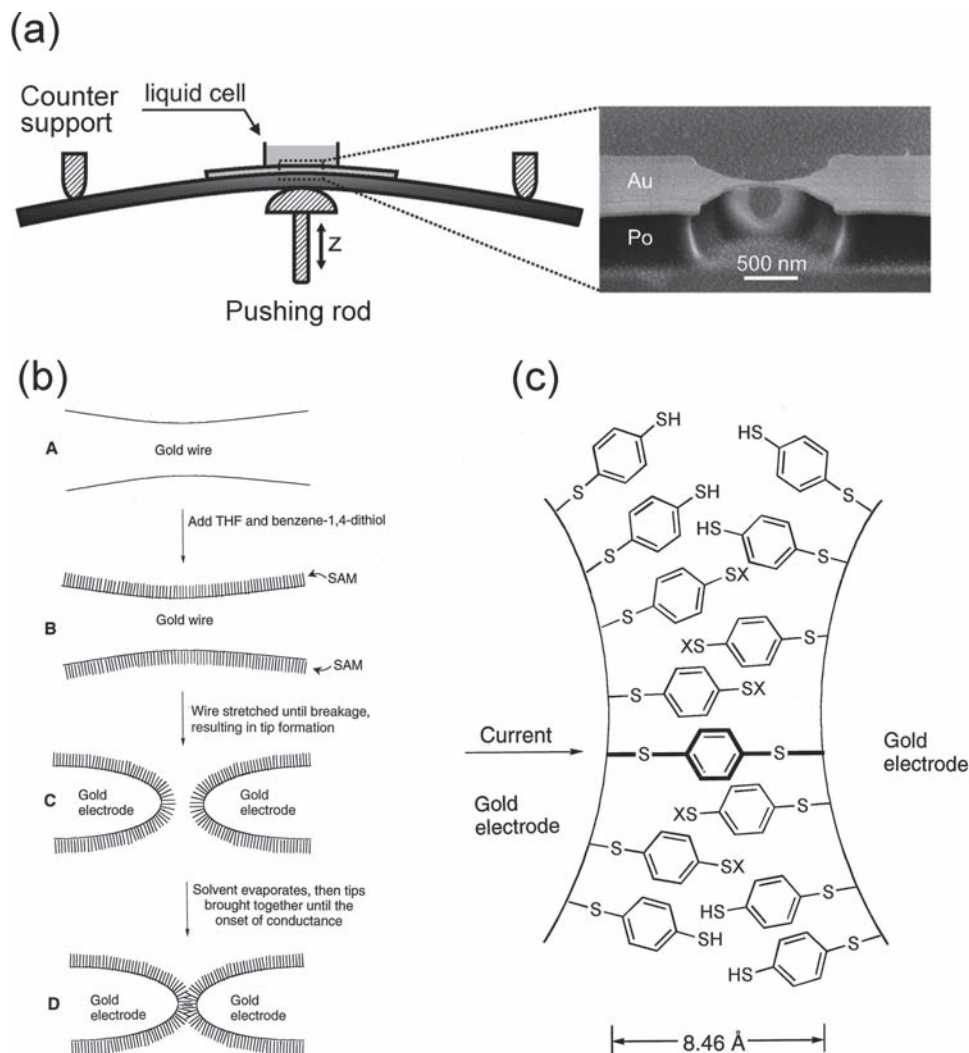 (a)
Counter
support
liquid cell
Z
Pushing rod
Au
Po
500 nm
(b)
A
Gold wire
Add THF and benzene-1,4-dithiol
SAM
B
Gold wire
SAM
Wire stretched until breakage,
resulting in tip formation
C
Gold
electrode
Gold
electrode
Solvent evaporates, then tips
brought together until the
onset of conductance
D
Gold
electrode
Gold
electrode
(c)
SH
HS
S
S
SH
HS
S
S
SX
S
XS
S
SX
S
Current
S
S
Gold
electrode
Gold
electrode
XS
S
S
SX
S
HS
S
SH
HS
S
8.46 Å